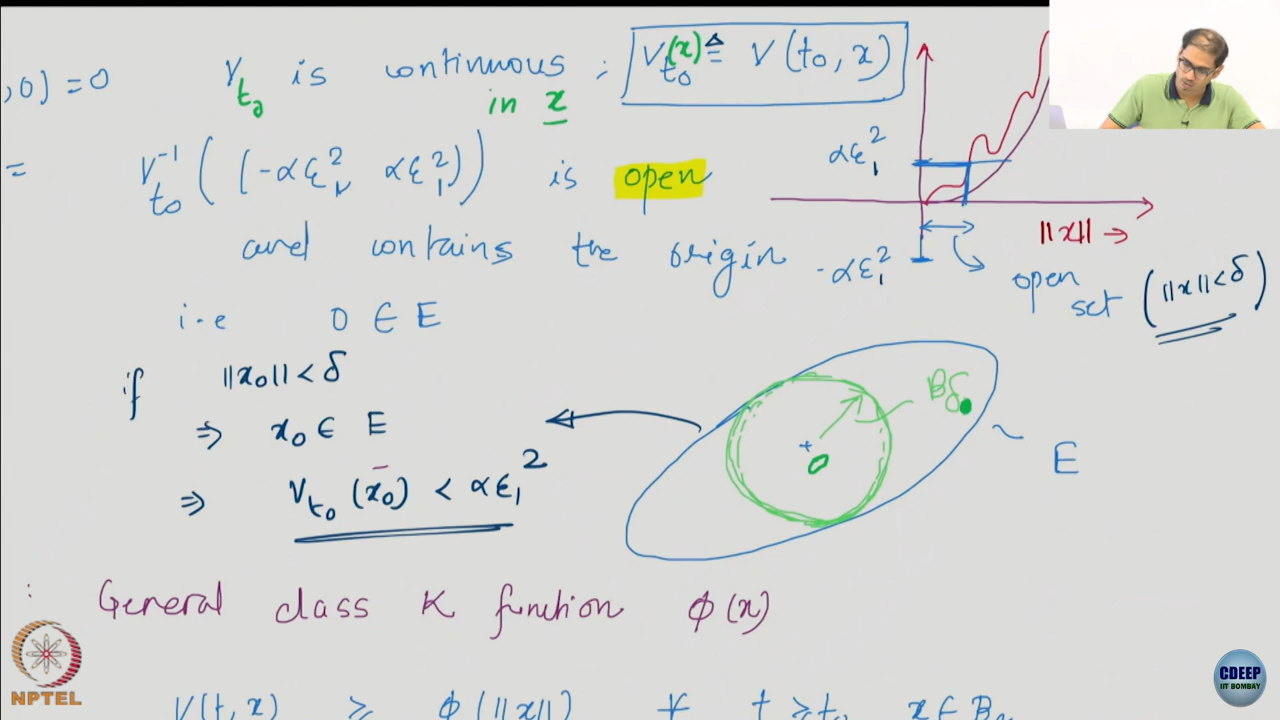 ,0) = 0 V_t₀ is continuous ; V_t₀(x) ≜ V(t₀, x)
in x
= V_t₀⁻¹ ( (-αε₁², αε₁²) ) is open
and contains the origin
αε₁²
-αε₁²
||x|| →
open set (||x|| < δ)
i.e 0 ∈ E
if ||x₀|| < δ
⇒ x₀ ∈ E
⇒ V_t₀ (x₀) < αε₁²
Bδ
0
E
: General class K function ϕ(x)
V(t, x) ≥ ϕ(||x||) ∀ t ≥ t₀, x ∈ B
NPTEL
CDEEP
IIT BOMBAY